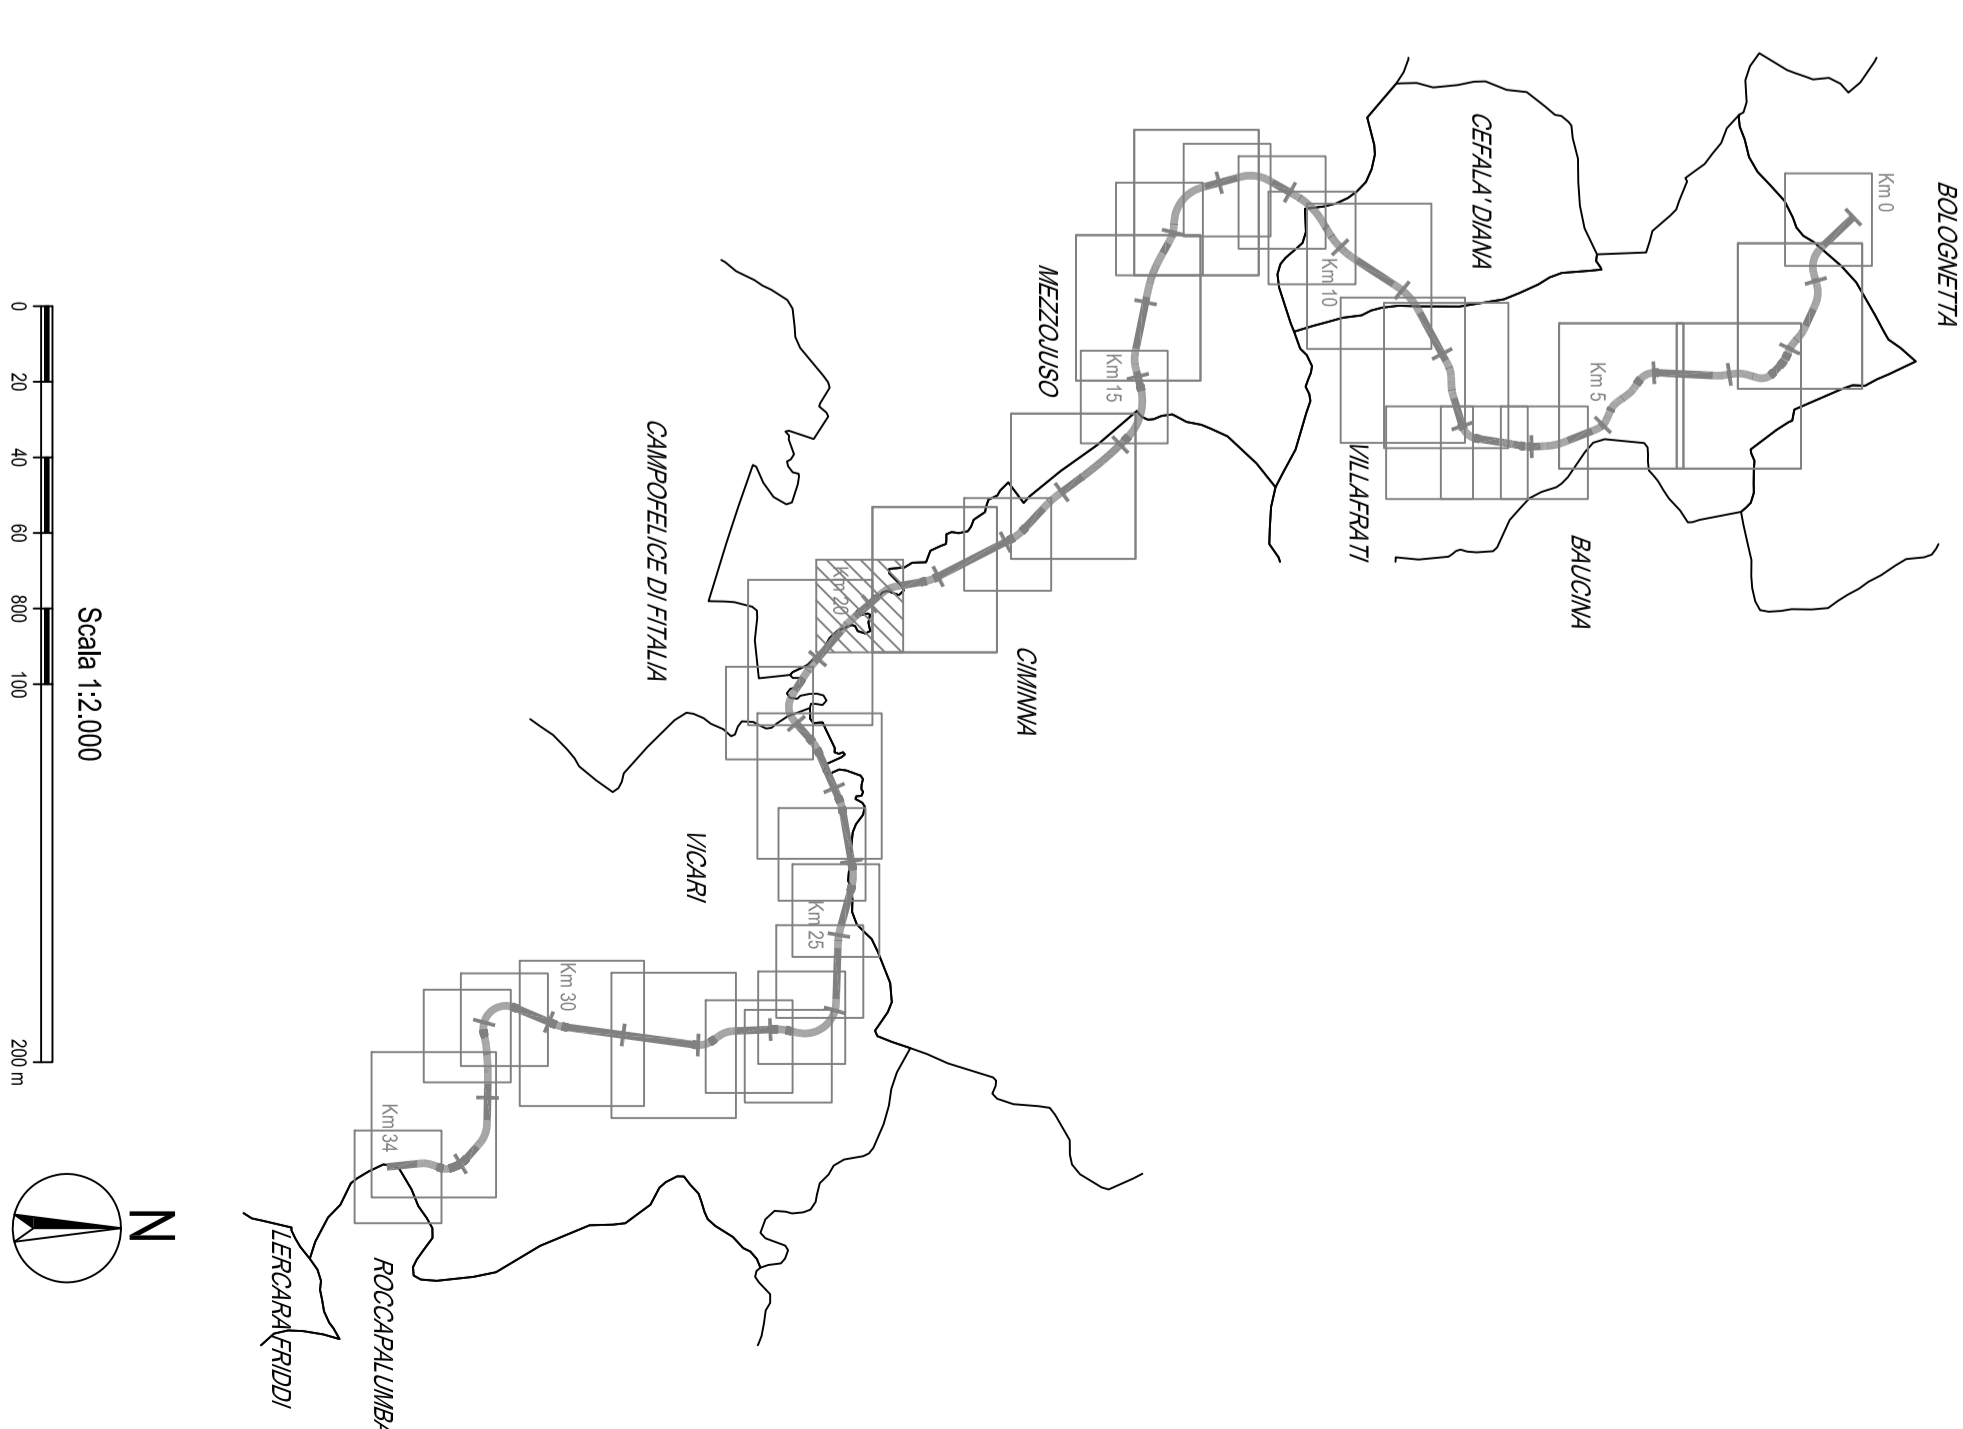 BOLOGNETTA
Km 0
CEFALA' DIANA
BAUCINA
Km 5
VILLAFRATI
Km 10
MEZZOJUSO
Km 15
CIMINNA
Km 20
CAMPOFELICE DI FITALIA
VICARI
Km 25
Km 30
Km 34
ROCCAPALUMBA
LERCARA FRIDDI
N
Scala 1:2.000
0 20 40 60 800 100 200 m